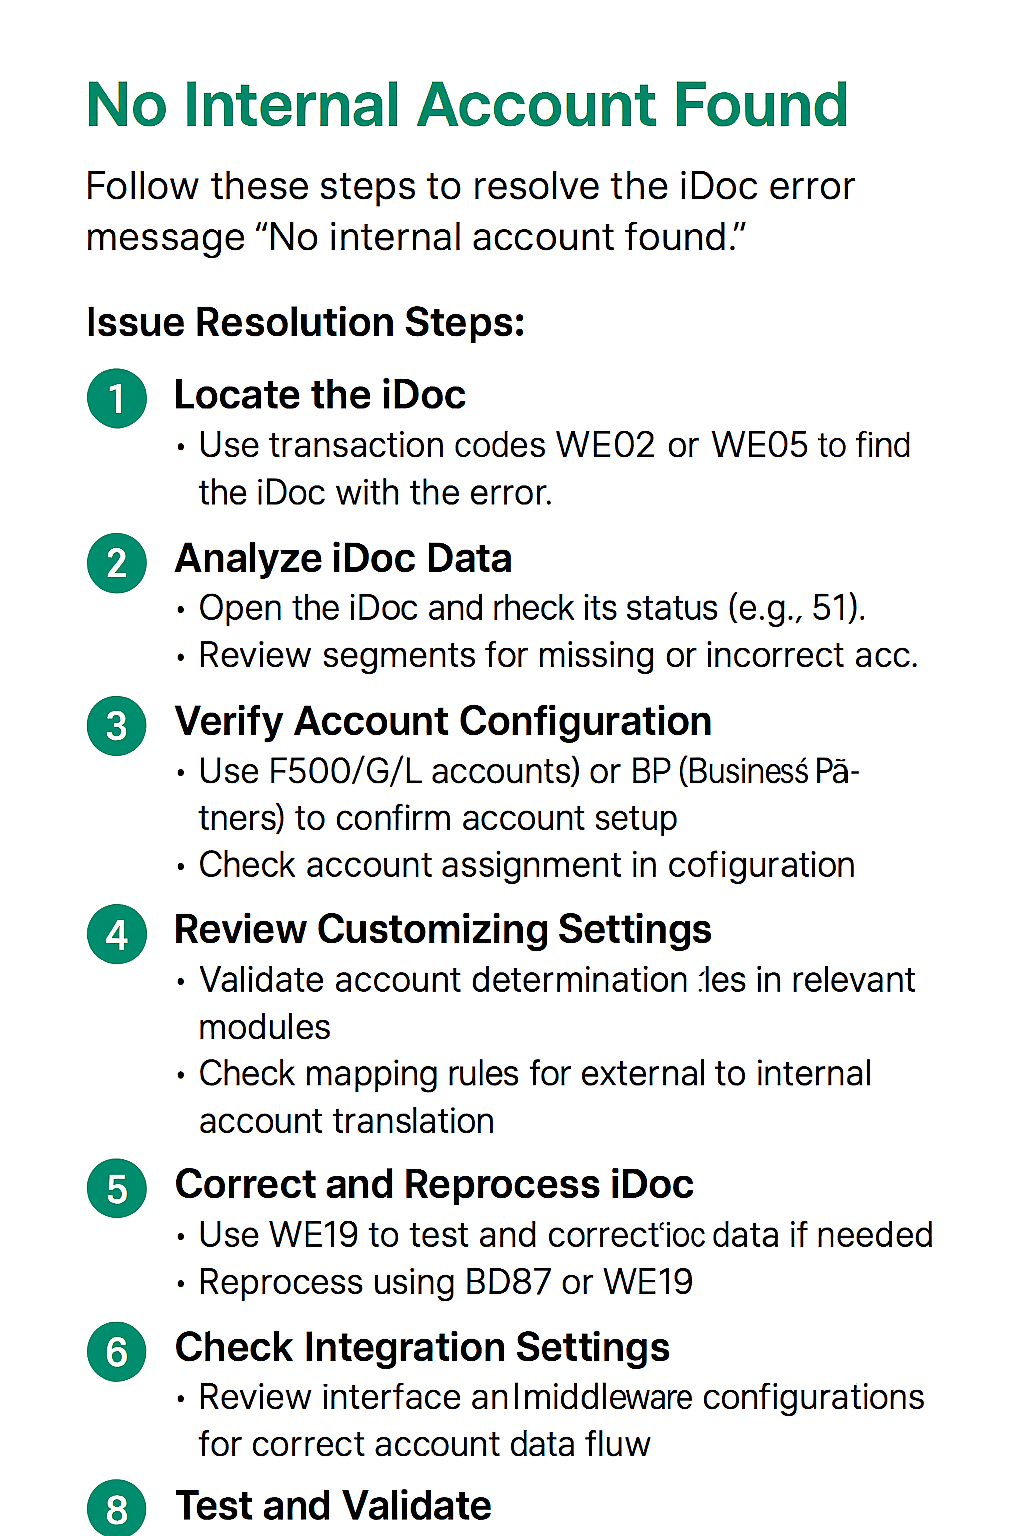 No Internal Account Found
Follow these steps to resolve the iDoc error
message “No internal account found.”
Issue Resolution Steps:
1 Locate the iDoc
• Use transaction codes WE02 or WE05 to find
the iDoc with the error.
2 Analyze iDoc Data
• Open the iDoc and rheck its status (e.g., 51).
• Review segments for missing or incorrect acc.
3 Verify Account Configuration
• Use F500/G/L accounts) or BP (Businesś Pã-
tners) to confirm account setup
• Check account assignment in cofiguration
4 Review Customizing Settings
• Validate account determination in relevant
modules
• Check mapping rules for external to internal
account translation
5 Correct and Reprocess iDoc
• Use WE19 to test and correct‘ioc data if needed
• Reprocess using BD87 or WE19
6 Check Integration Settings
• Review interface an|middleware configurations
for correct account data fluw
8 Test and Validate